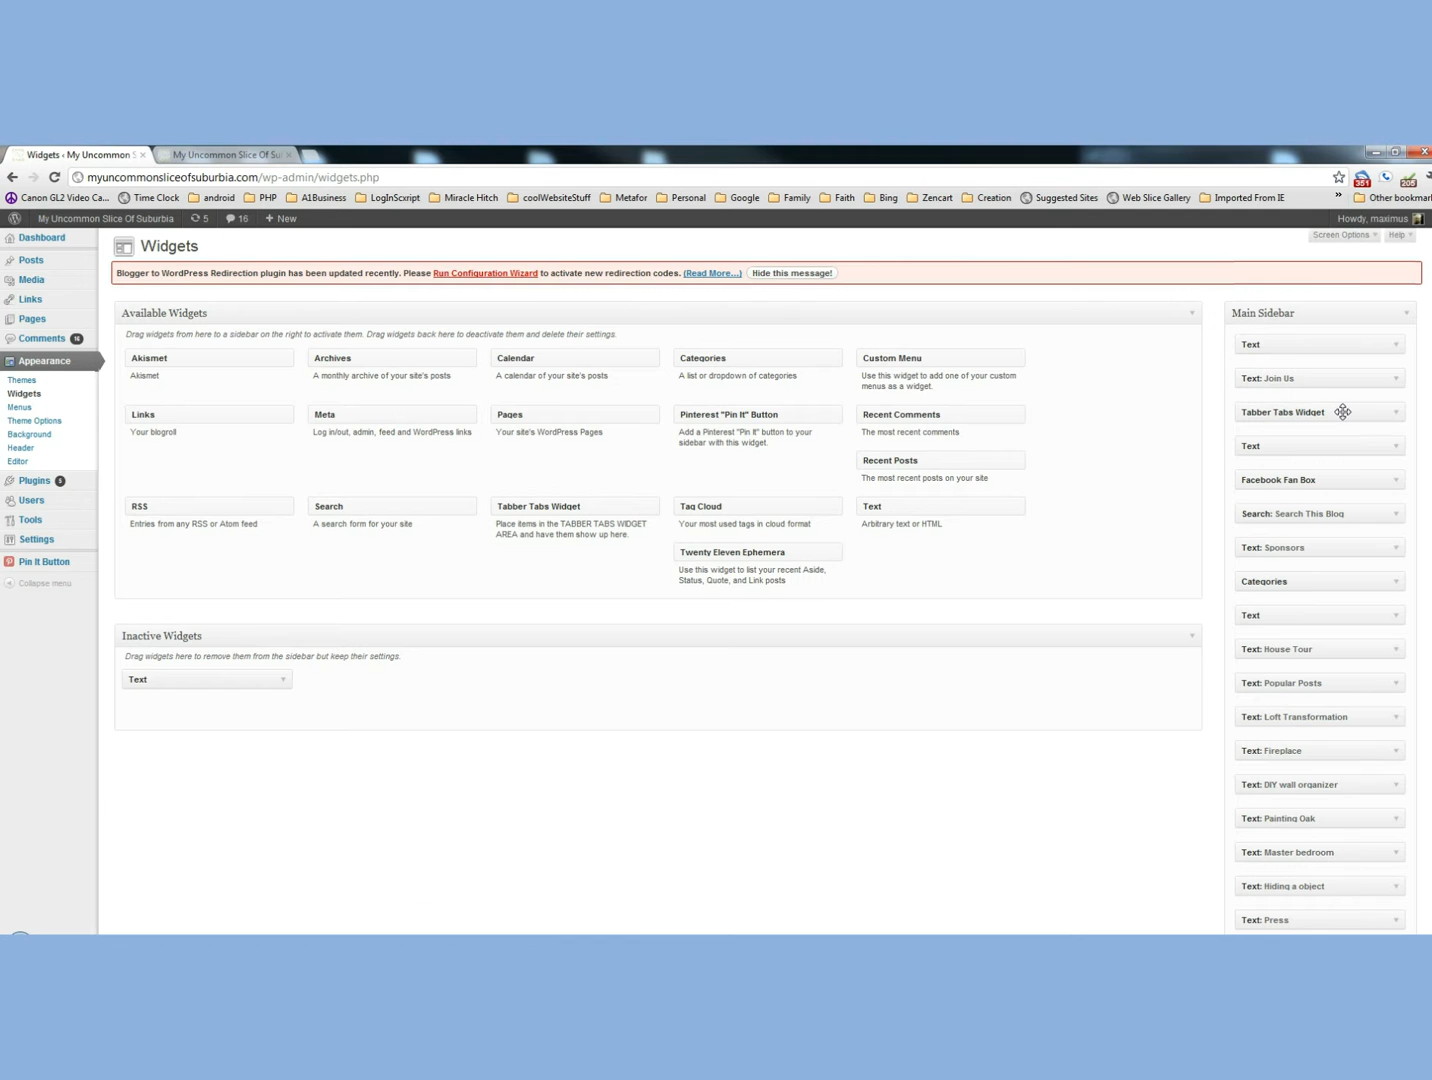 Widgets ‹ My Uncommon S
My Uncommon Slice Of Su
myuncommonsliceofsuburbia.com/wp-admin/widgets.php
351
205
Canon GL2 Video Ca... Time Clock android PHP A1Business LogInScxript Miracle Hitch coolWebsiteStuff Metafor Personal Google Family Faith Bing Zencart Creation Suggested Sites Web Slice Gallery Imported From IE » Other bookmar
My Uncommon Slice Of Suburbia 5 16 + New Howdy, maximus
Screen Options Help
Dashboard
Posts
Media
Links
Pages
Comments 16
Appearance
Themes
Widgets
Menus
Theme Options
Background
Header
Editor
Plugins 5
Users
Tools
Settings
Pin It Button
Collapse menu
Widgets
Blogger to WordPress Redirection plugin has been updated recently. Please Run Configuration Wizard to activate new redirection codes. (Read More...) Hide this message!
Available Widgets
Drag widgets from here to a sidebar on the right to activate them. Drag widgets back here to deactivate them and delete their settings.
Akismet
Akismet
Archives
A monthly archive of your site's posts
Calendar
A calendar of your site's posts
Categories
A list or dropdown of categories
Custom Menu
Use this widget to add one of your custom
menus as a widget.
Links
Your blogroll
Meta
Log in/out, admin, feed and WordPress links
Pages
Your site's WordPress Pages
Pinterest "Pin It" Button
Add a Pinterest "Pin It" button to your
sidebar with this widget.
Recent Comments
The most recent comments
Recent Posts
The most recent posts on your site
RSS
Entries from any RSS or Atom feed
Search
A search form for your site
Tabber Tabs Widget
Place items in the TABBER TABS WIDGET
AREA and have them show up here.
Tag Cloud
Your most used tags in cloud format
Text
Arbitrary text or HTML
Twenty Eleven Ephemera
Use this widget to list your recent Aside,
Status, Quote, and Link posts
Inactive Widgets
Drag widgets here to remove them from the sidebar but keep their settings.
Text
Main Sidebar
Text
Text: Join Us
Tabber Tabs Widget
Text
Facebook Fan Box
Search: Search This Blog
Text: Sponsors
Categories
Text
Text: House Tour
Text: Popular Posts
Text: Loft Transformation
Text: Fireplace
Text: DIY wall organizer
Text: Painting Oak
Text: Master bedroom
Text: Hiding a object
Text: Press